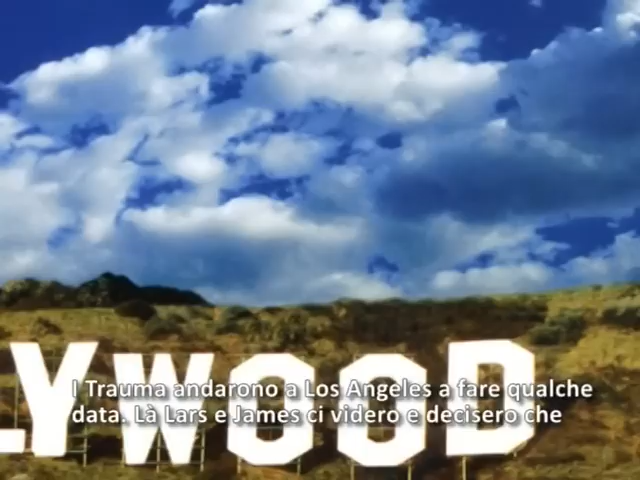 LYWOOD
I Trauma andarono a Los Angeles a fare qualche
data. Là Lars e James ci videro e decisero che